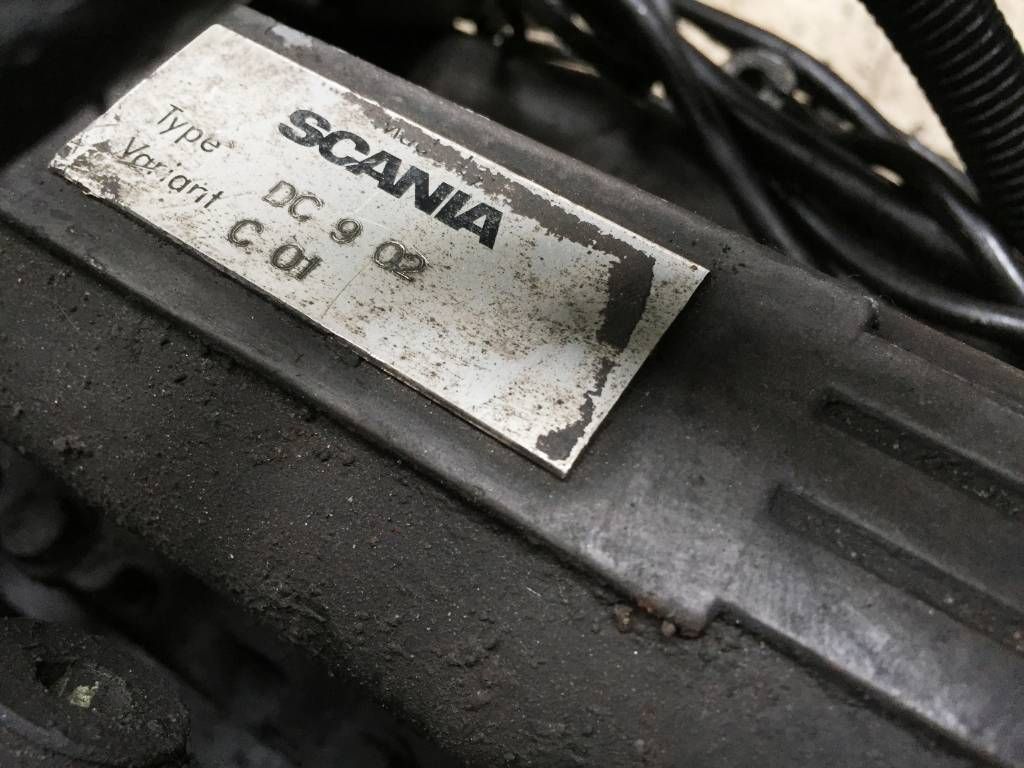 SCANIA
Type DC 9 02
Variant C 01